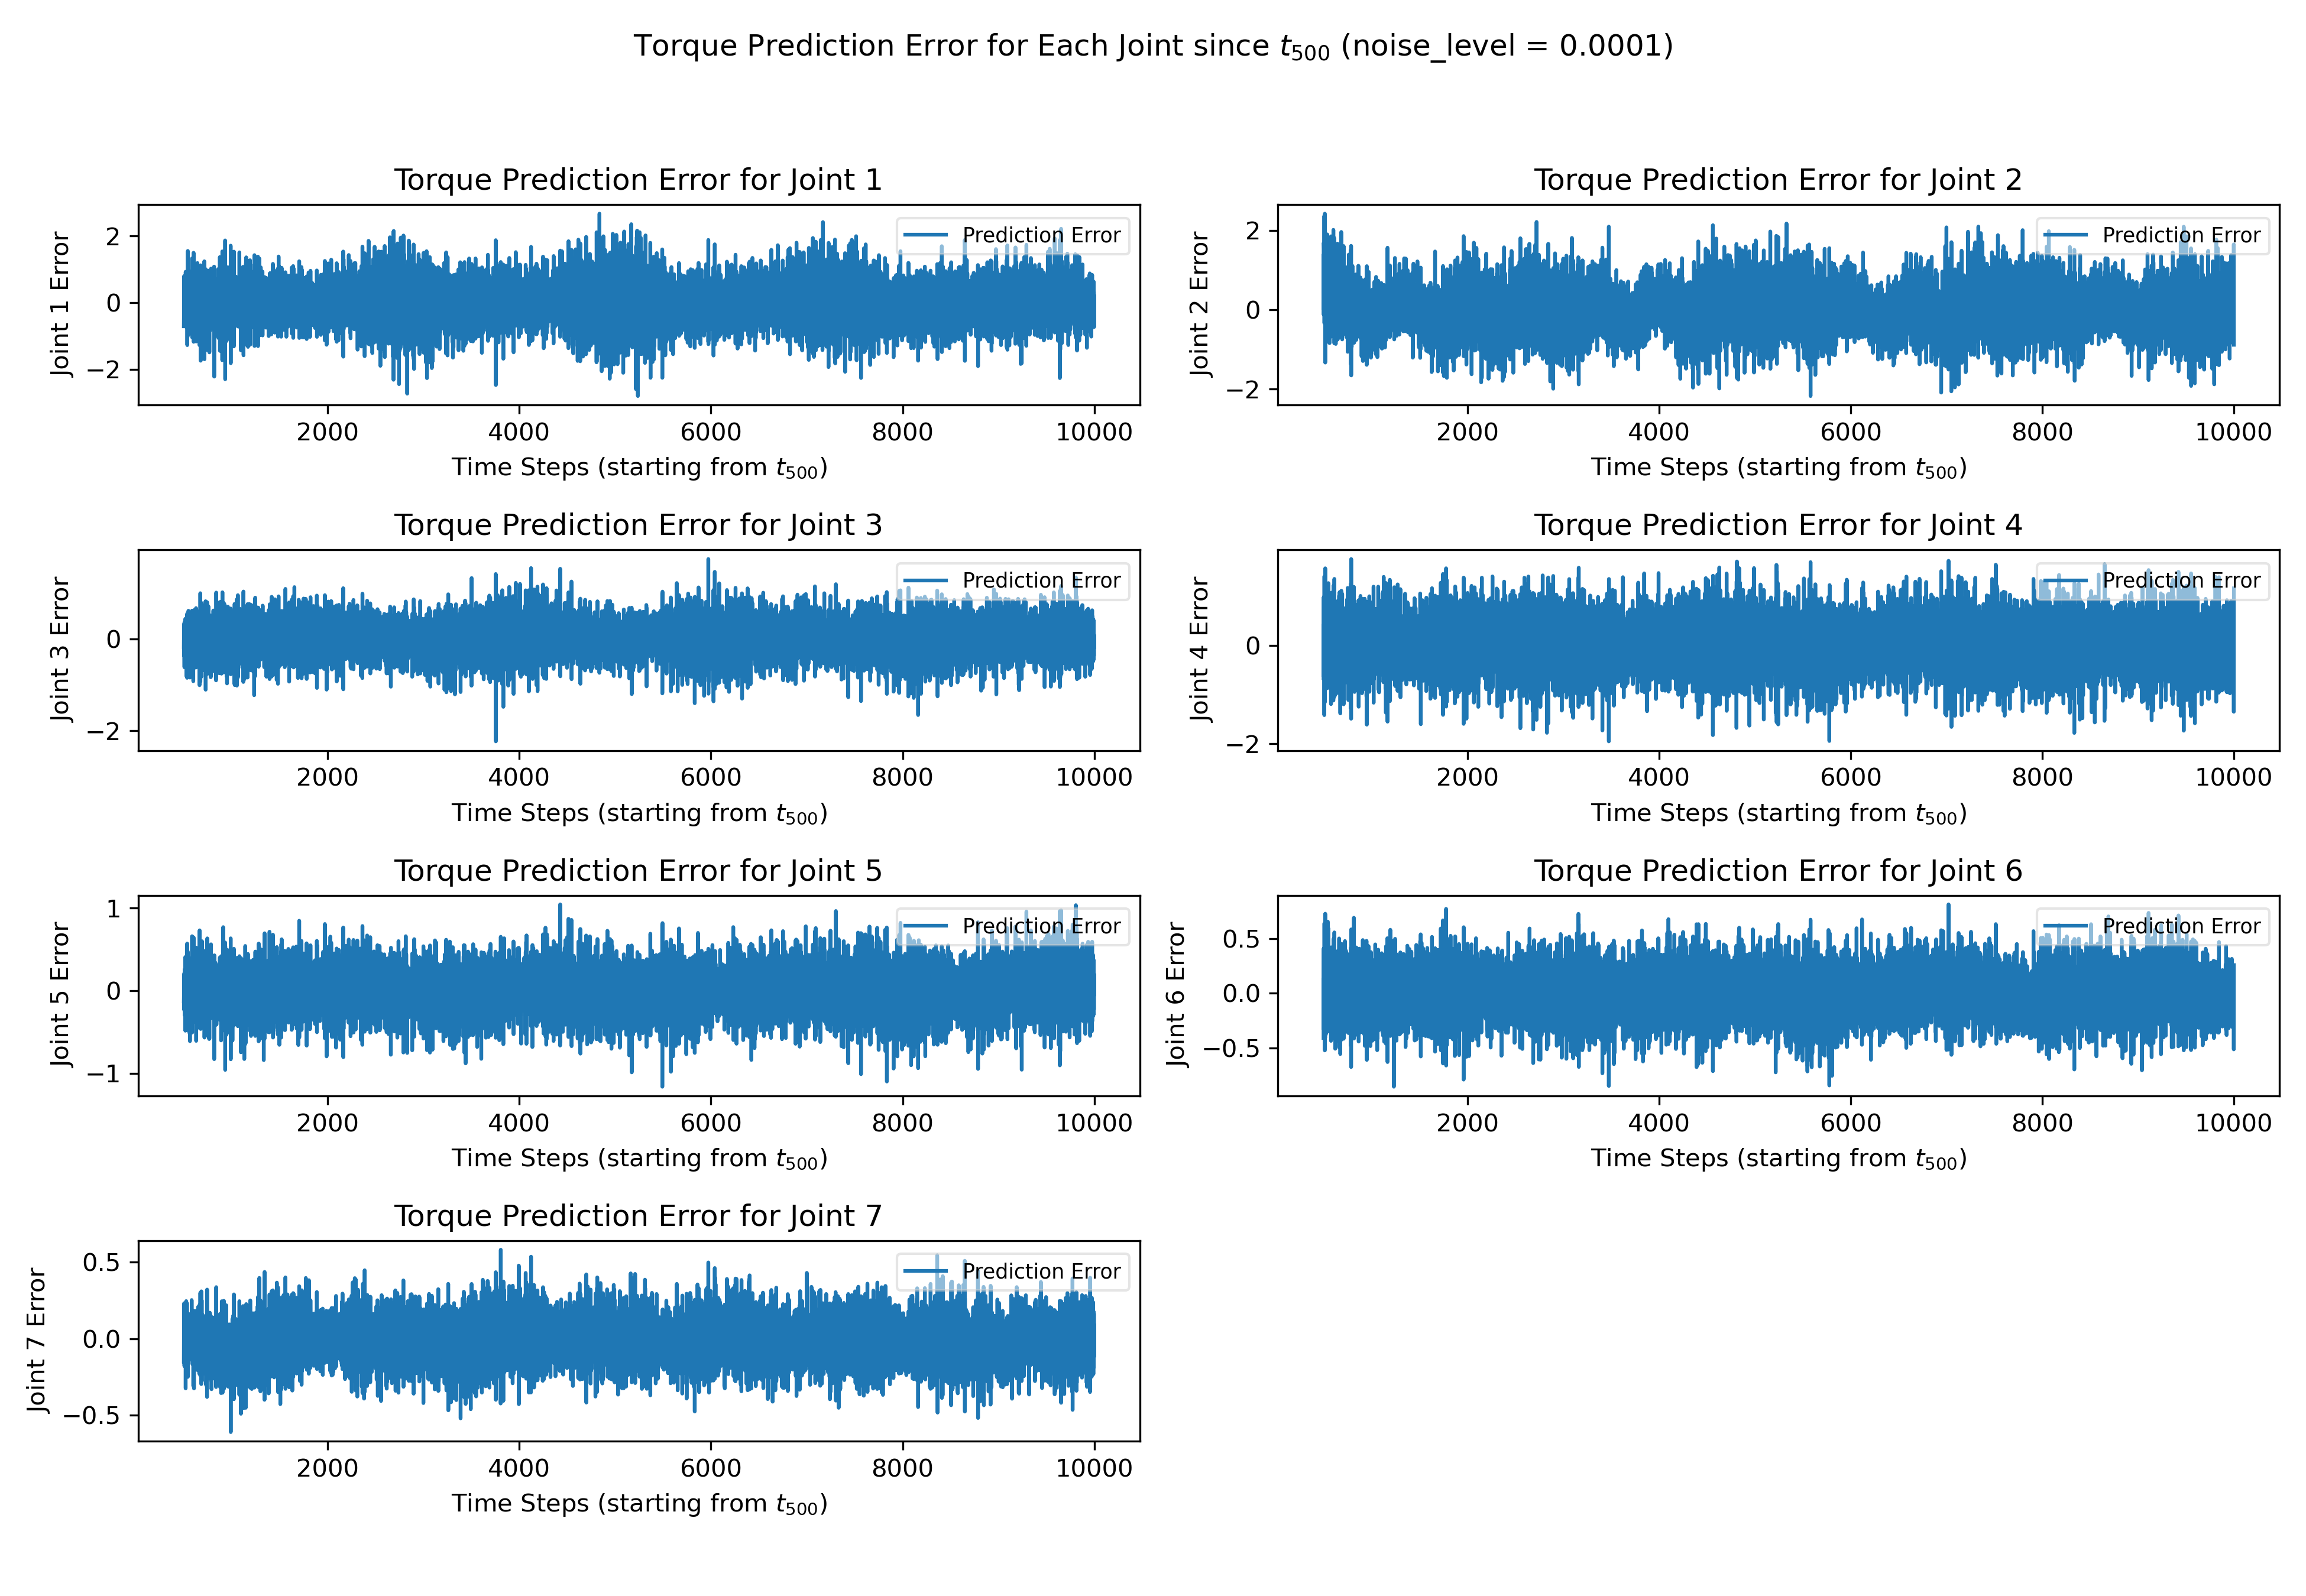 Torque Prediction Error for Each Joint since t₅₀₀ (noise_level = 0.0001)
Torque Prediction Error for Joint 1
Joint 1 Error
2
0
−2
Prediction Error
2000 4000 6000 8000 10000
Time Steps (starting from t₅₀₀)
Torque Prediction Error for Joint 2
Joint 2 Error
2
0
−2
Prediction Error
2000 4000 6000 8000 10000
Time Steps (starting from t₅₀₀)
Torque Prediction Error for Joint 3
Joint 3 Error
0
−2
Prediction Error
2000 4000 6000 8000 10000
Time Steps (starting from t₅₀₀)
Torque Prediction Error for Joint 4
Joint 4 Error
0
−2
Prediction Error
2000 4000 6000 8000 10000
Time Steps (starting from t₅₀₀)
Torque Prediction Error for Joint 5
Joint 5 Error
1
0
−1
Prediction Error
2000 4000 6000 8000 10000
Time Steps (starting from t₅₀₀)
Torque Prediction Error for Joint 6
Joint 6 Error
0.5
0.0
−0.5
Prediction Error
2000 4000 6000 8000 10000
Time Steps (starting from t₅₀₀)
Torque Prediction Error for Joint 7
Joint 7 Error
0.5
0.0
−0.5
Prediction Error
2000 4000 6000 8000 10000
Time Steps (starting from t₅₀₀)